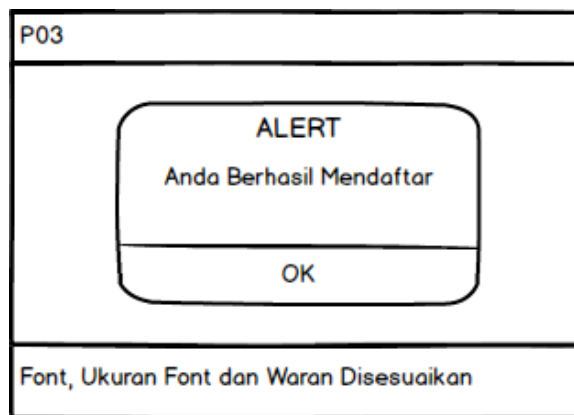 P03
ALERT
Anda Berhasil Mendaftar
OK
Font, Ukuran Font dan Waran Disesuaikan